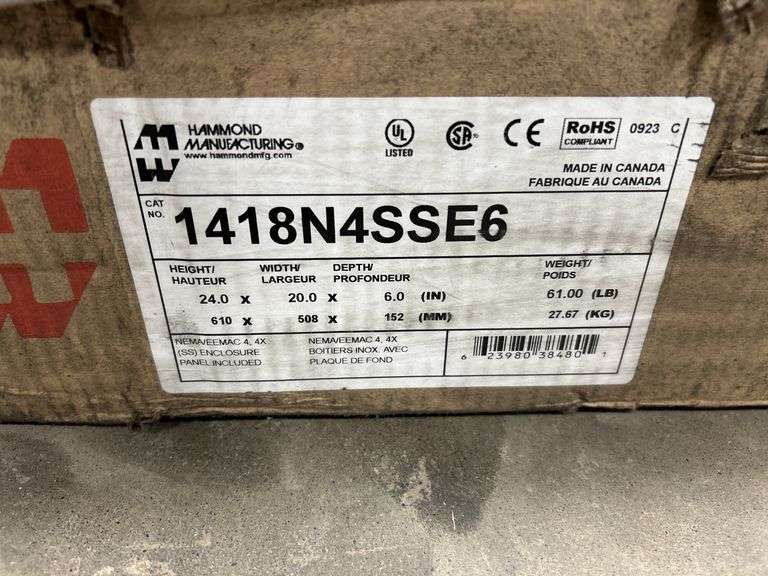 HAMMOND
MANUFACTURING®
www.hammondmfg.com
UL
LISTED
SA
CE
RoHS
COMPLIANT
0923 C
MADE IN CANADA
FABRIQUE AU CANADA
CAT
NO.
1418N4SSE6
HEIGHT/
HAUTEUR
WIDTH/
LARGEUR
DEPTH/
PROFONDEUR
WEIGHT/
POIDS
24.0 X 20.0 X 6.0 (IN) 61.00 (LB)
610 X 508 X 152 (MM) 27.67 (KG)
NEMA/EEMAC 4, 4X
(SS) ENCLOSURE
PANEL INCLUDED
NEMA/EEMAC 4, 4X
BOITIERS INOX. AVEC
PLAQUE DE FOND
6 23980 38480 1